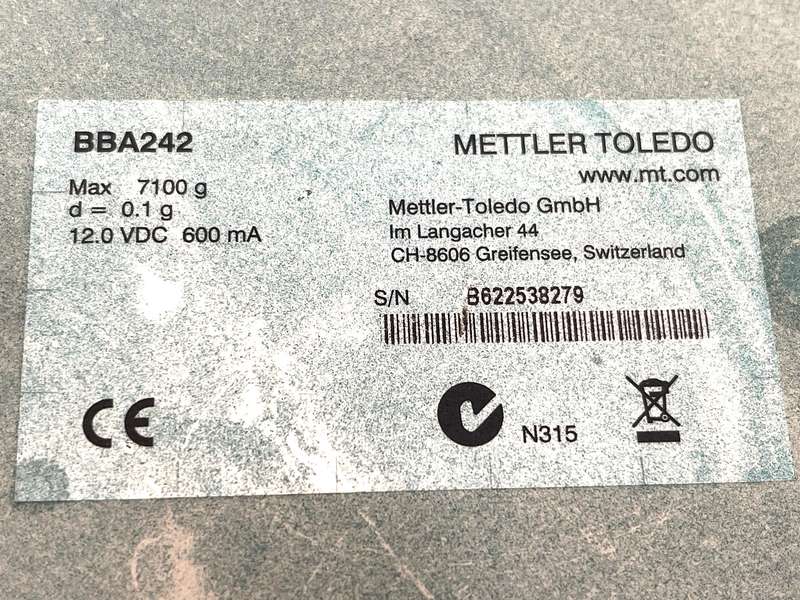 BBA242
Max 7100 g
d = 0.1 g
12.0 VDC 600 mA
METTLER TOLEDO
www.mt.com
Mettler-Toledo GmbH
Im Langacher 44
CH-8606 Greifensee, Switzerland
S/N B622538279
CE
N315